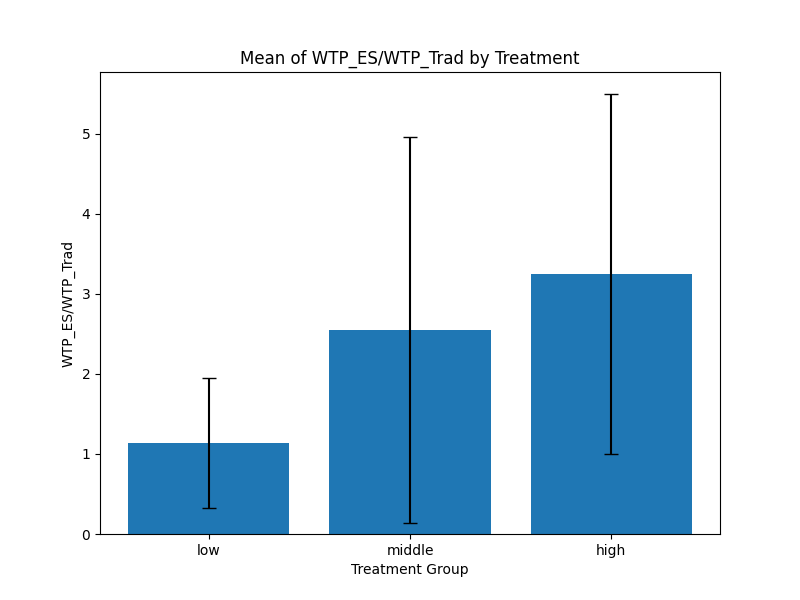 Mean of WTP_ES/WTP_Trad by Treatment
WTP_ES/WTP_Trad
5
4
3
2
1
0
low middle high
Treatment Group